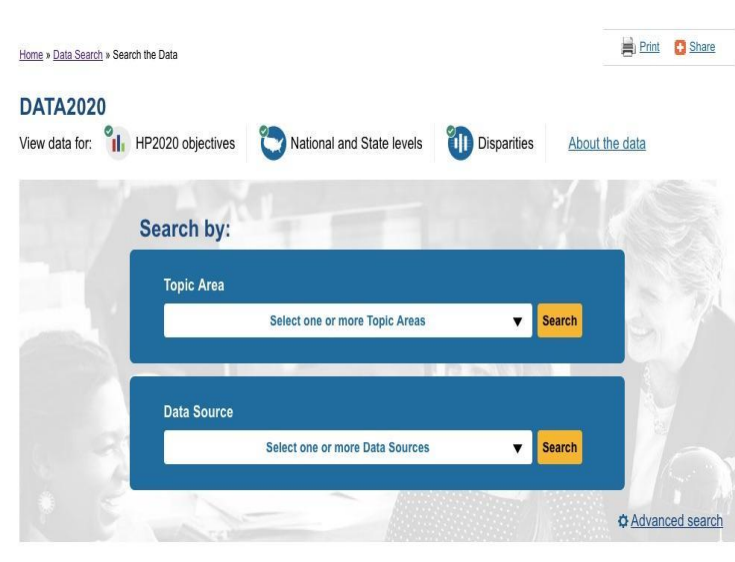 Print Share
Home » Data Search » Search the Data
DATA2020
View data for: HP2020 objectives National and State levels Disparities About the data
Search by:
Topic Area
Select one or more Topic Areas ▼ Search
Data Source
Select one or more Data Sources ▼ Search
Advanced search